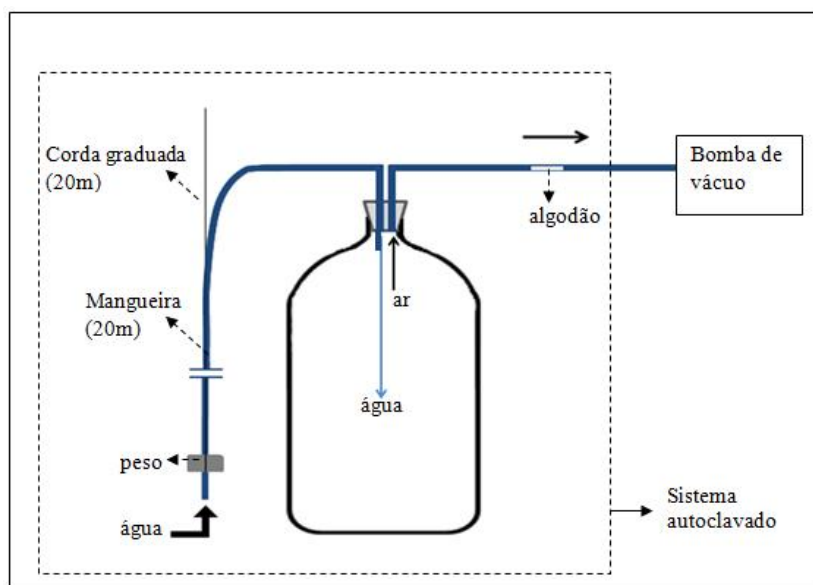 Corda graduada
(20m)
Bomba de
vácuo
algodão
Mangueira
(20m)
ar
água
peso
água
Sistema
autoclavado